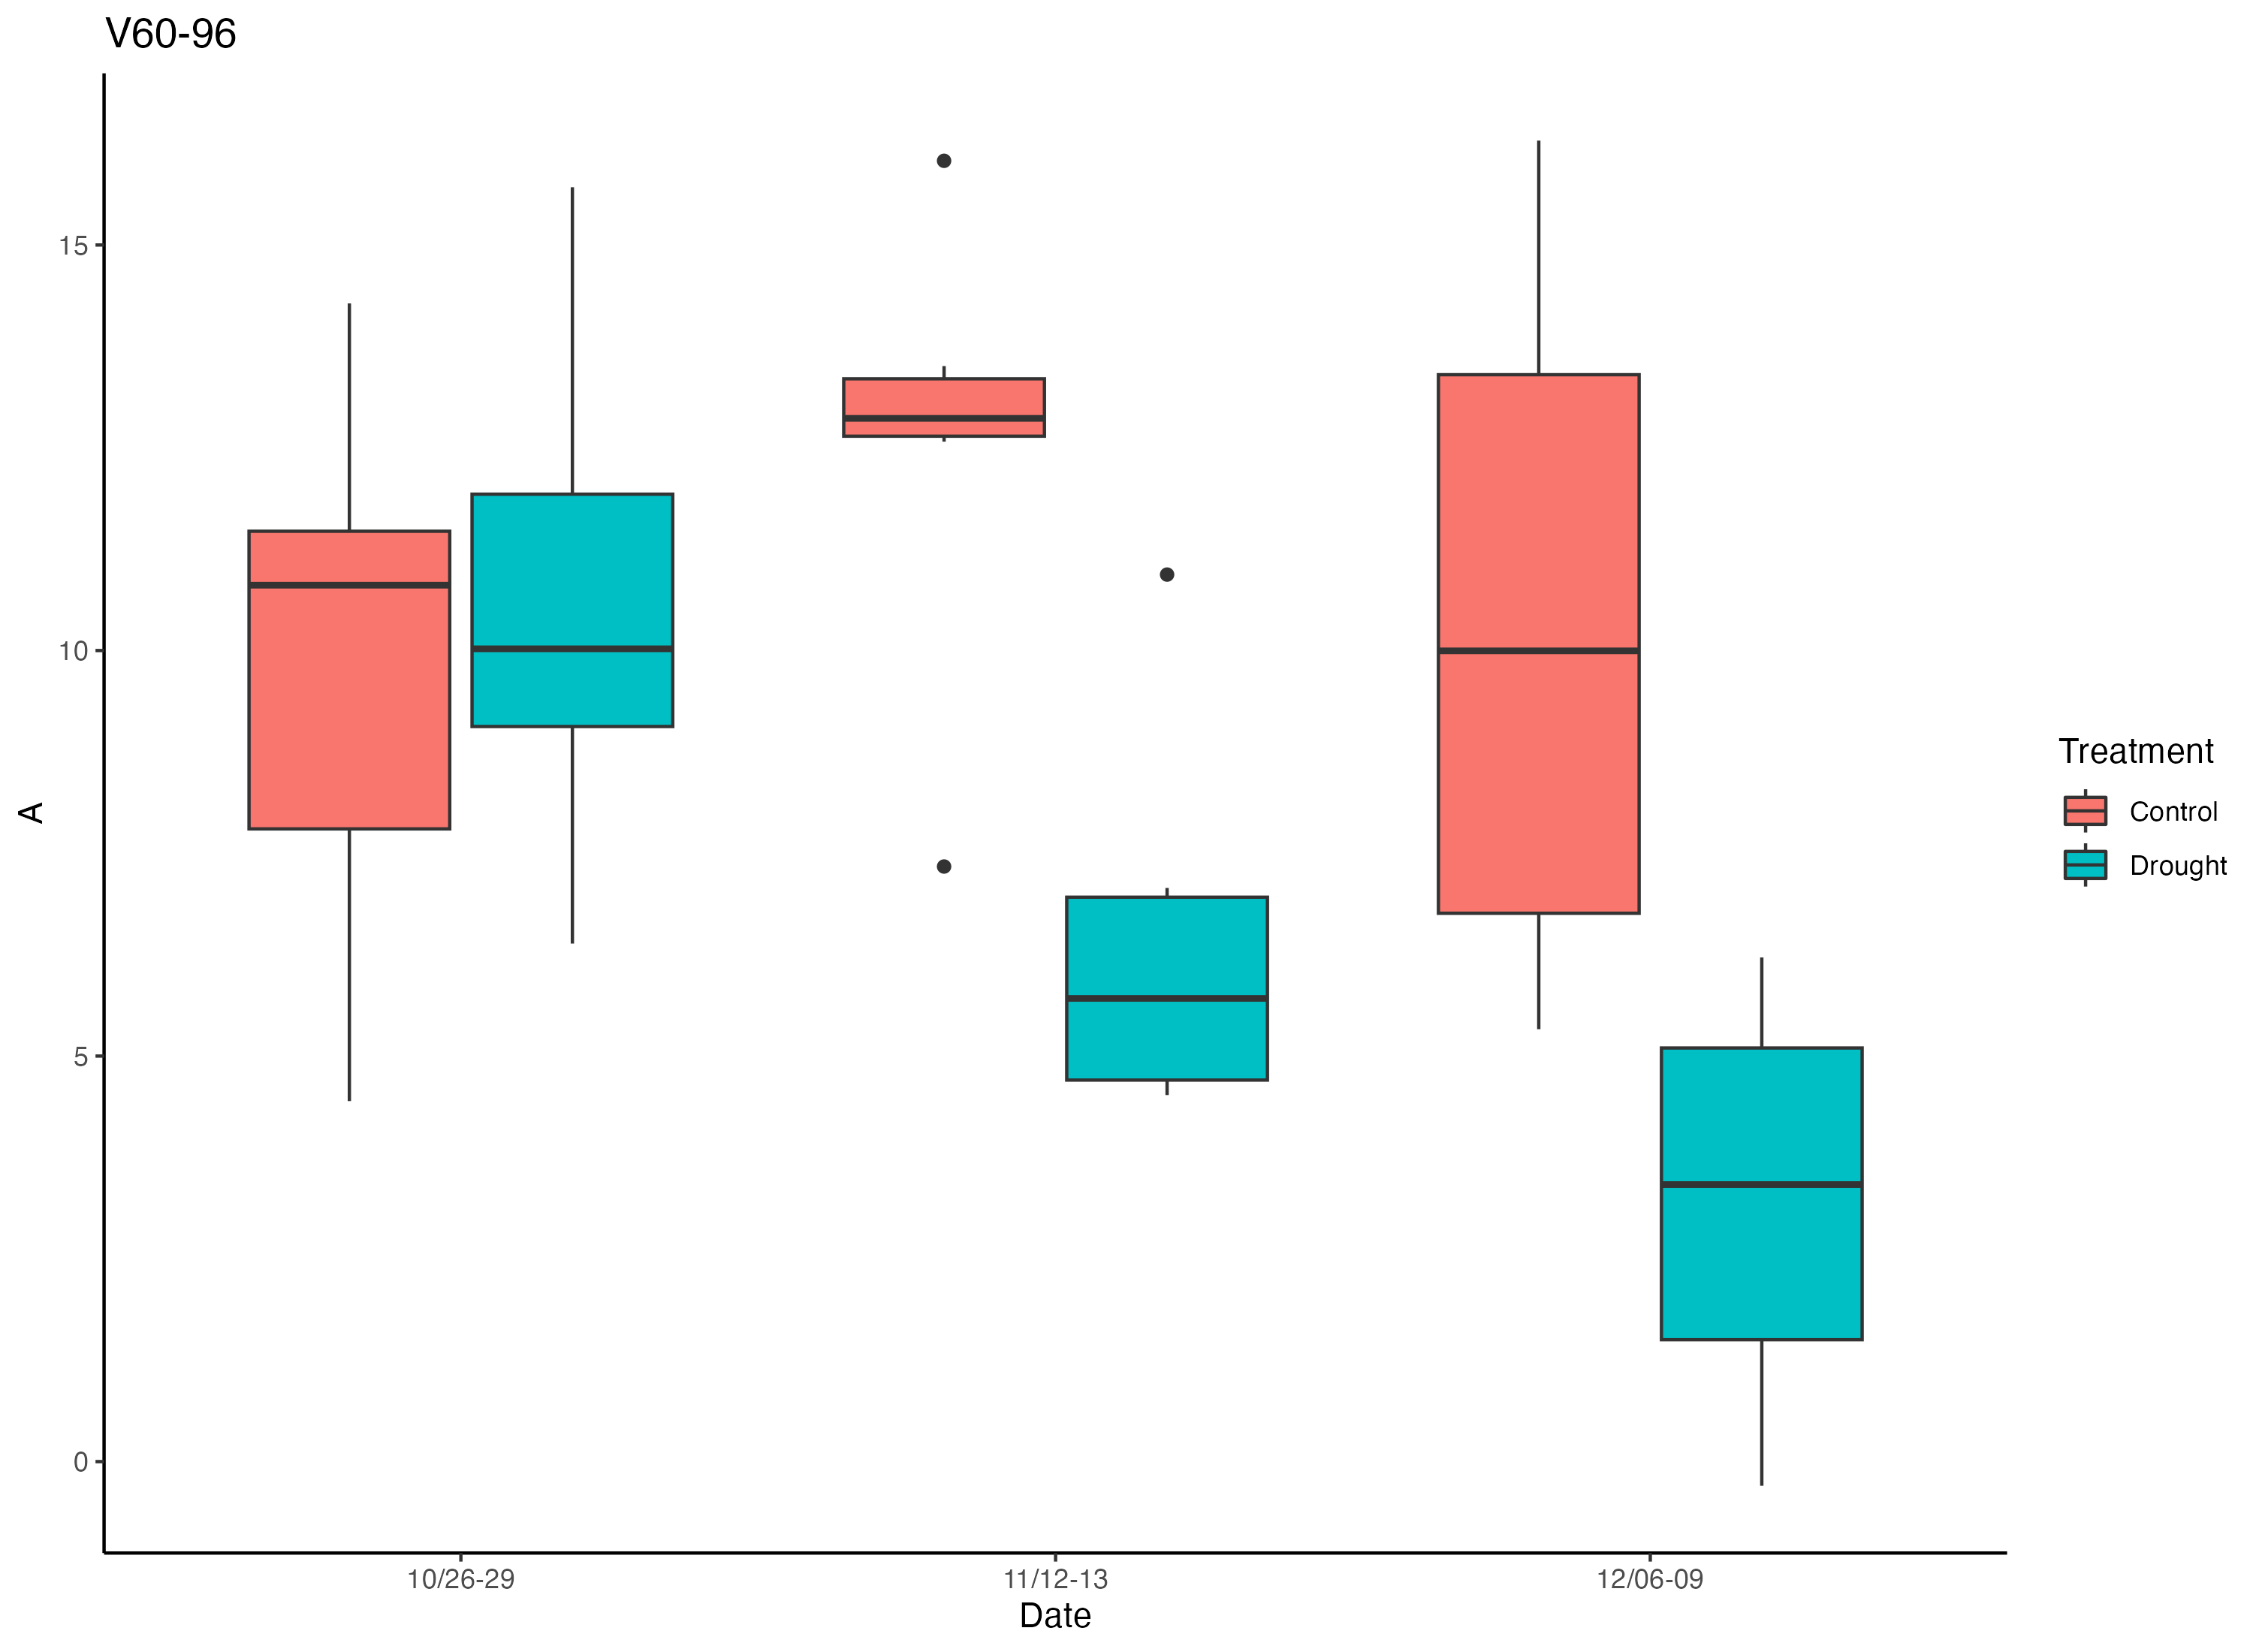 V60-96
15
10
5
0
A
10/26-29
11/12-13
12/06-09
Date
Treatment
Control
Drought